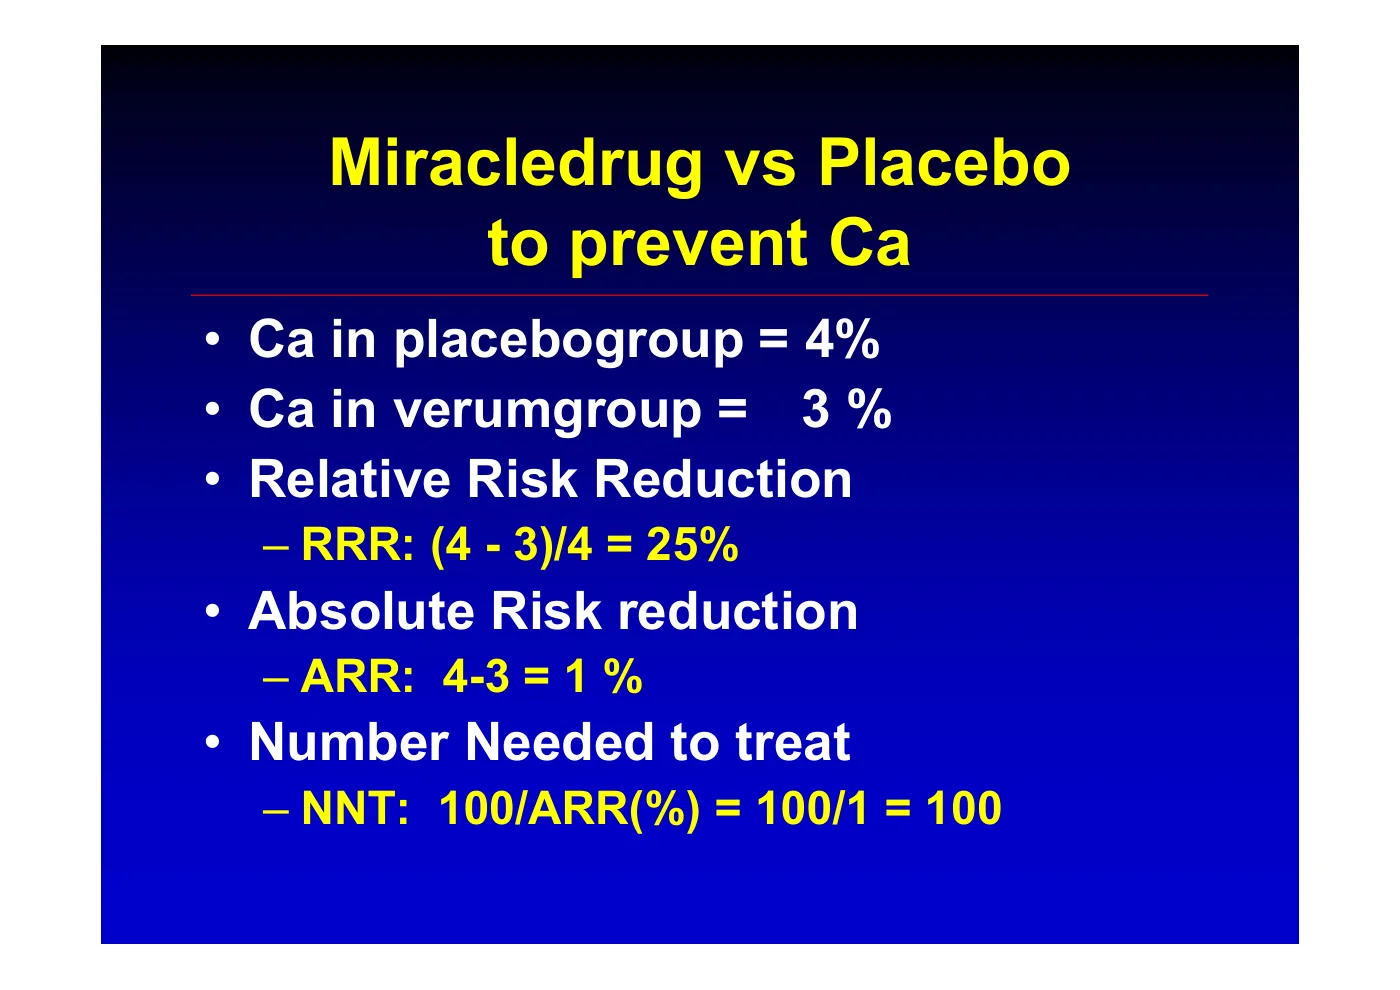 Miracledrug vs Placebo
to prevent Ca
• Ca in placebogroup = 4%
• Ca in verumgroup = 3 %
• Relative Risk Reduction
– RRR: (4 - 3)/4 = 25%
• Absolute Risk reduction
– ARR: 4-3 = 1 %
• Number Needed to treat
– NNT: 100/ARR(%) = 100/1 = 100